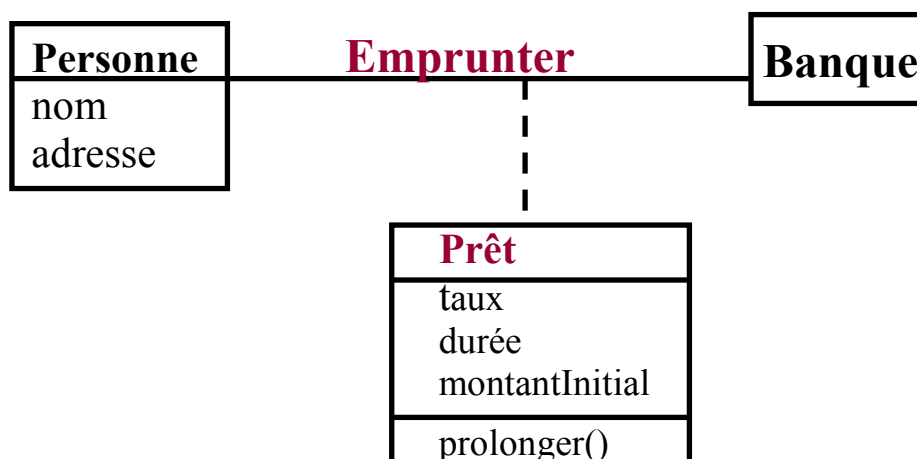 Personne
Emprunter
Banque
nom
adresse
Prêt
taux
durée
montantInitial
prolonger()